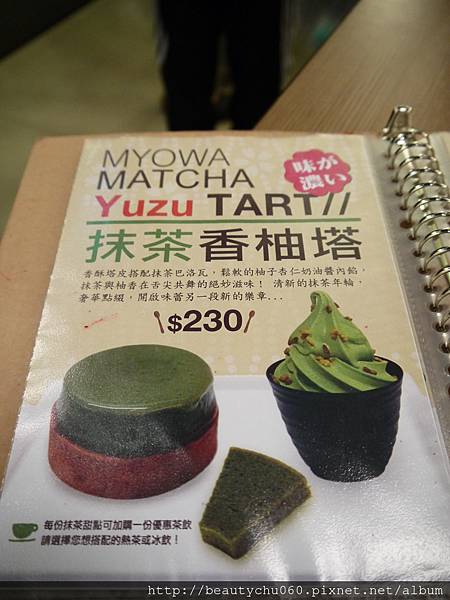 MYOWA
MATCHA
味が
濃い
Yuzu TART//
抹茶香柚塔
香酥塔皮搭配抹茶巴洛瓦，鬆軟的柚子杏仁奶油醬內餡，
抹茶與柚香在舌尖共舞的絕妙滋味！ 清新的抹茶年輪，
奢華點綴，開啟味蕾另一段新的樂章...
$230
每份抹茶甜點可加購一份優惠茶飲
請選擇您想搭配的熱茶或冰飲！
http://beautychu060.pixnet.net/album